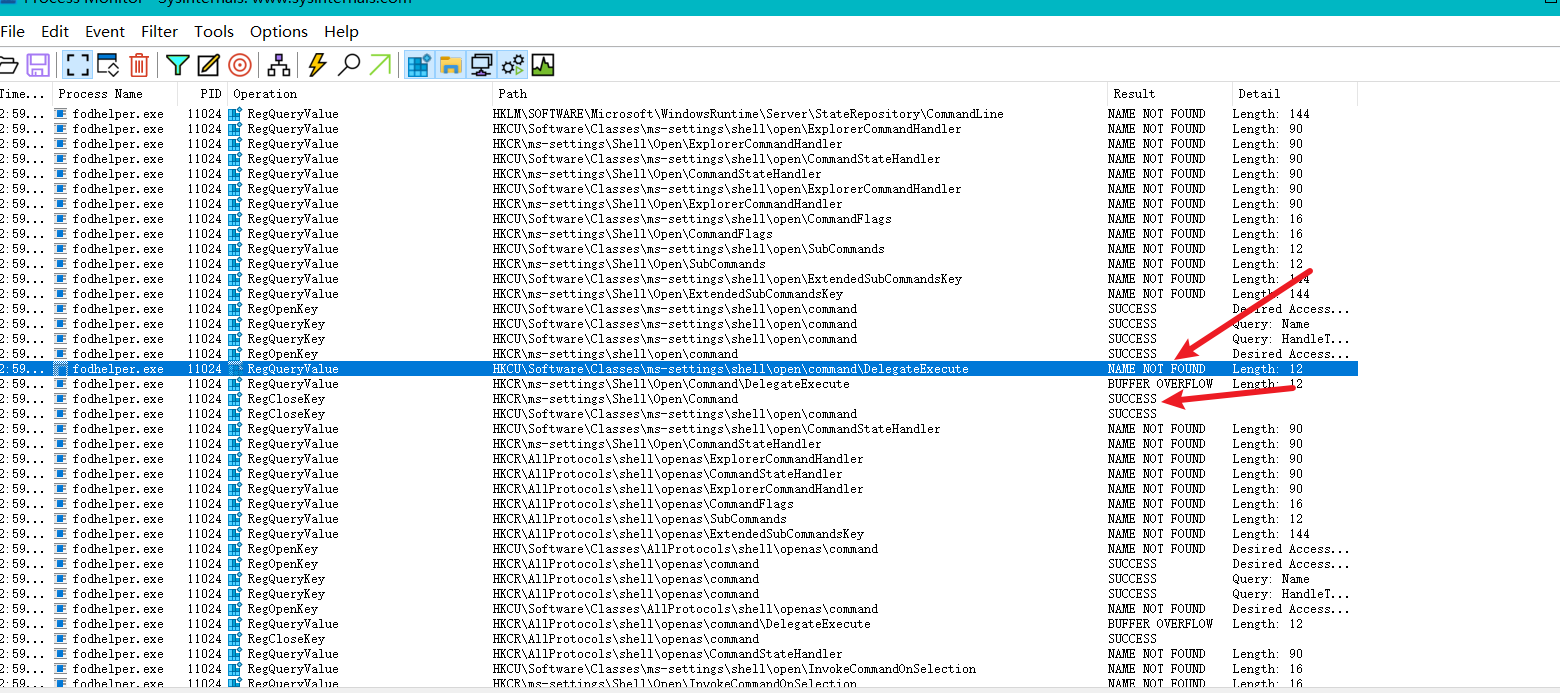 Process Monitor - Sysinternals: www.sysinternals.com
File Edit Event Filter Tools Options Help
Time... Process Name PID Operation Path Result Detail
2:59... fodhelper.exe 11024 RegQueryValue HKLM\SOFTWARE\Microsoft\WindowsRuntime\Server\StateRepository\CommandLine NAME NOT FOUND Length: 144
2:59... fodhelper.exe 11024 RegQueryValue HKCU\Software\Classes\ms-settings\shell\open\ExplorerCommandHandler NAME NOT FOUND Length: 90
2:59... fodhelper.exe 11024 RegQueryValue HKCR\ms-settings\Shell\Open\ExplorerCommandHandler NAME NOT FOUND Length: 90
2:59... fodhelper.exe 11024 RegQueryValue HKCU\Software\Classes\ms-settings\shell\open\CommandStateHandler NAME NOT FOUND Length: 90
2:59... fodhelper.exe 11024 RegQueryValue HKCR\ms-settings\Shell\Open\CommandStateHandler NAME NOT FOUND Length: 90
2:59... fodhelper.exe 11024 RegQueryValue HKCU\Software\Classes\ms-settings\shell\open\ExplorerCommandHandler NAME NOT FOUND Length: 90
2:59... fodhelper.exe 11024 RegQueryValue HKCR\ms-settings\Shell\Open\ExplorerCommandHandler NAME NOT FOUND Length: 90
2:59... fodhelper.exe 11024 RegQueryValue HKCU\Software\Classes\ms-settings\shell\open\CommandFlags NAME NOT FOUND Length: 16
2:59... fodhelper.exe 11024 RegQueryValue HKCR\ms-settings\Shell\Open\CommandFlags NAME NOT FOUND Length: 16
2:59... fodhelper.exe 11024 RegQueryValue HKCU\Software\Classes\ms-settings\shell\open\SubCommands NAME NOT FOUND Length: 12
2:59... fodhelper.exe 11024 RegQueryValue HKCR\ms-settings\Shell\Open\SubCommands NAME NOT FOUND Length: 12
2:59... fodhelper.exe 11024 RegQueryValue HKCU\Software\Classes\ms-settings\shell\open\ExtendedSubCommandsKey NAME NOT FOUND Length: 144
2:59... fodhelper.exe 11024 RegQueryValue HKCR\ms-settings\Shell\Open\ExtendedSubCommandsKey NAME NOT FOUND Length: 144
2:59... fodhelper.exe 11024 RegOpenKey HKCU\Software\Classes\ms-settings\shell\open\command SUCCESS Desired Access...
2:59... fodhelper.exe 11024 RegQueryKey HKCU\Software\Classes\ms-settings\shell\open\command SUCCESS Query: Name
2:59... fodhelper.exe 11024 RegQueryKey HKCU\Software\Classes\ms-settings\shell\open\command SUCCESS Query: HandleT...
2:59... fodhelper.exe 11024 RegOpenKey HKCR\ms-settings\shell\open\command SUCCESS Desired Access...
2:59... fodhelper.exe 11024 RegQueryValue HKCU\Software\Classes\ms-settings\shell\open\command\DelegateExecute NAME NOT FOUND Length: 12
2:59... fodhelper.exe 11024 RegQueryValue HKCR\ms-settings\Shell\Open\Command\DelegateExecute BUFFER OVERFLOW Length: 12
2:59... fodhelper.exe 11024 RegCloseKey HKCR\ms-settings\Shell\Open\Command SUCCESS
2:59... fodhelper.exe 11024 RegCloseKey HKCU\Software\Classes\ms-settings\shell\open\command SUCCESS
2:59... fodhelper.exe 11024 RegQueryValue HKCU\Software\Classes\ms-settings\shell\open\CommandStateHandler NAME NOT FOUND Length: 90
2:59... fodhelper.exe 11024 RegQueryValue HKCR\ms-settings\Shell\Open\CommandStateHandler NAME NOT FOUND Length: 90
2:59... fodhelper.exe 11024 RegQueryValue HKCR\AllProtocols\shell\openas\ExplorerCommandHandler NAME NOT FOUND Length: 90
2:59... fodhelper.exe 11024 RegQueryValue HKCR\AllProtocols\shell\openas\CommandStateHandler NAME NOT FOUND Length: 90
2:59... fodhelper.exe 11024 RegQueryValue HKCR\AllProtocols\shell\openas\ExplorerCommandHandler NAME NOT FOUND Length: 90
2:59... fodhelper.exe 11024 RegQueryValue HKCR\AllProtocols\shell\openas\CommandFlags NAME NOT FOUND Length: 16
2:59... fodhelper.exe 11024 RegQueryValue HKCR\AllProtocols\shell\openas\SubCommands NAME NOT FOUND Length: 12
2:59... fodhelper.exe 11024 RegQueryValue HKCR\AllProtocols\shell\openas\ExtendedSubCommandsKey NAME NOT FOUND Length: 144
2:59... fodhelper.exe 11024 RegOpenKey HKCU\Software\Classes\AllProtocols\shell\openas\command NAME NOT FOUND Desired Access...
2:59... fodhelper.exe 11024 RegOpenKey HKCR\AllProtocols\shell\openas\command SUCCESS Desired Access...
2:59... fodhelper.exe 11024 RegQueryKey HKCR\AllProtocols\shell\openas\command SUCCESS Query: Name
2:59... fodhelper.exe 11024 RegQueryKey HKCR\AllProtocols\shell\openas\command SUCCESS Query: HandleT...
2:59... fodhelper.exe 11024 RegOpenKey HKCU\Software\Classes\AllProtocols\shell\openas\command NAME NOT FOUND Desired Access...
2:59... fodhelper.exe 11024 RegQueryValue HKCR\AllProtocols\shell\openas\command\DelegateExecute BUFFER OVERFLOW Length: 12
2:59... fodhelper.exe 11024 RegCloseKey HKCR\AllProtocols\shell\openas\command SUCCESS
2:59... fodhelper.exe 11024 RegQueryValue HKCR\AllProtocols\shell\openas\CommandStateHandler NAME NOT FOUND Length: 90
2:59... fodhelper.exe 11024 RegQueryValue HKCU\Software\Classes\ms-settings\shell\open\InvokeCommandOnSelection NAME NOT FOUND Length: 16
2:59... fodhelper.exe 11024 RegQueryValue HKCR\ms-settings\Shell\Open\InvokeCommandOnSelection NAME NOT FOUND Length: 16